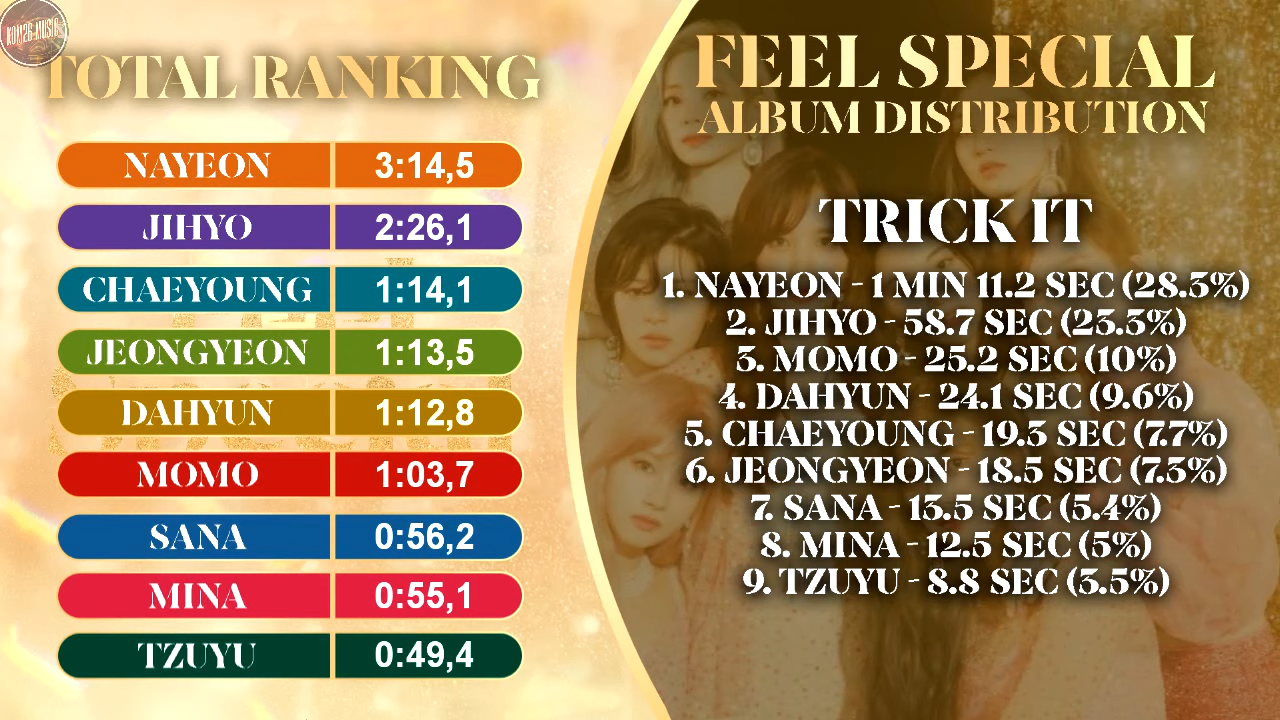 KOM26-MUSIC
TOTAL RANKING
NAYEON 3:14,5
JIHYO 2:26,1
CHAEYOUNG 1:14,1
JEONGYEON 1:13,5
DAHYUN 1:12,8
MOMO 1:03,7
SANA 0:56,2
MINA 0:55,1
TZUYU 0:49,4
FEEL SPECIAL
ALBUM DISTRIBUTION
TRICK IT
1. NAYEON - 1 MIN 11.2 SEC (28.3%)
2. JIHYO - 58.7 SEC (23.3%)
3. MOMO - 25.2 SEC (10%)
4. DAHYUN - 24.1 SEC (9.6%)
5. CHAEYOUNG - 19.3 SEC (7.7%)
6. JEONGYEON - 18.5 SEC (7.3%)
7. SANA - 13.5 SEC (5.4%)
8. MINA - 12.5 SEC (5%)
9. TZUYU - 8.8 SEC (3.5%)